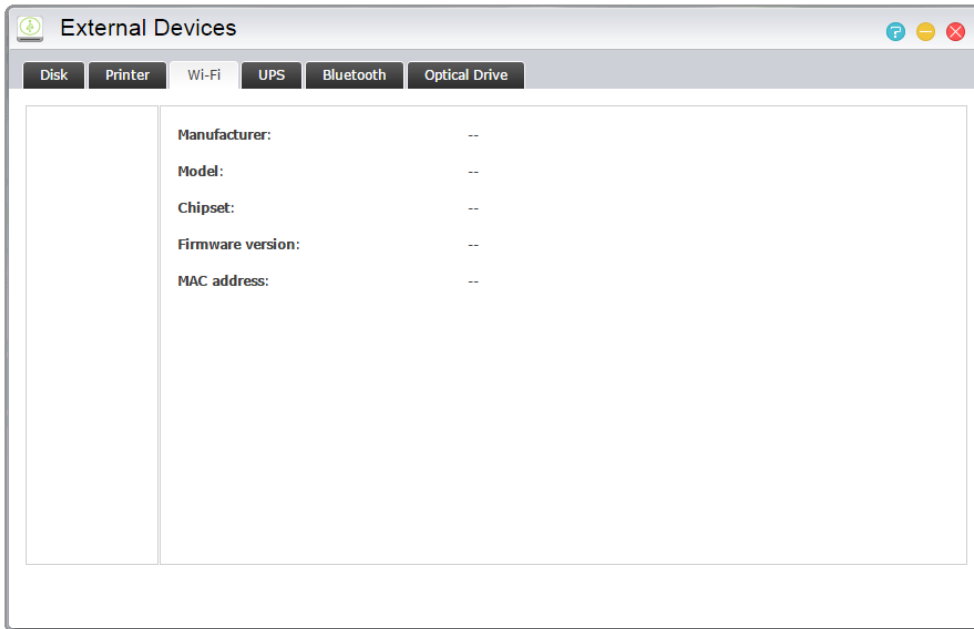 External Devices
Disk Printer Wi-Fi UPS Bluetooth Optical Drive
Manufacturer: --
Model: --
Chipset: --
Firmware version: --
MAC address: --